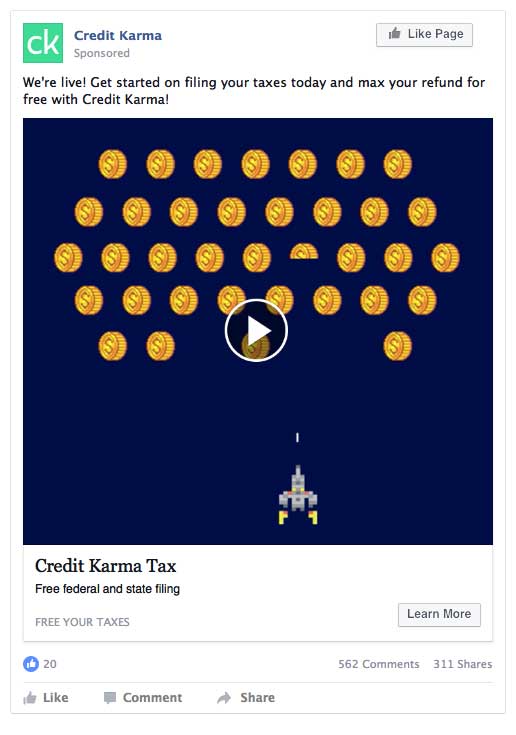 ck
Credit Karma
Sponsored
Like Page
We're live! Get started on filing your taxes today and max your refund for
free with Credit Karma!
Credit Karma Tax
Free federal and state filing
FREE YOUR TAXES
Learn More
20
562 Comments 311 Shares
Like Comment Share